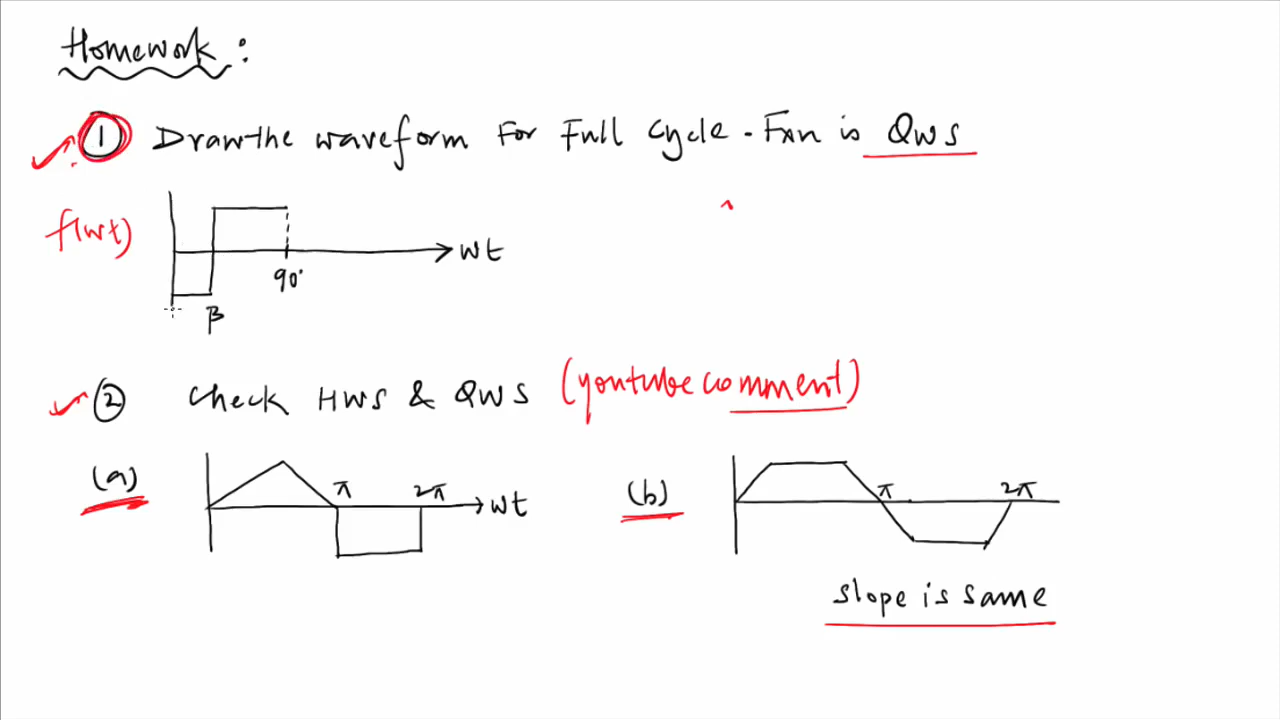 Homework :
① Draw the waveform For Full cycle. Fxn is QWS
f(wt)
wt
90°
β
② check HWS & QWS (youtube comment)
(a) π 2π wt
(b) π 2π
slope is same